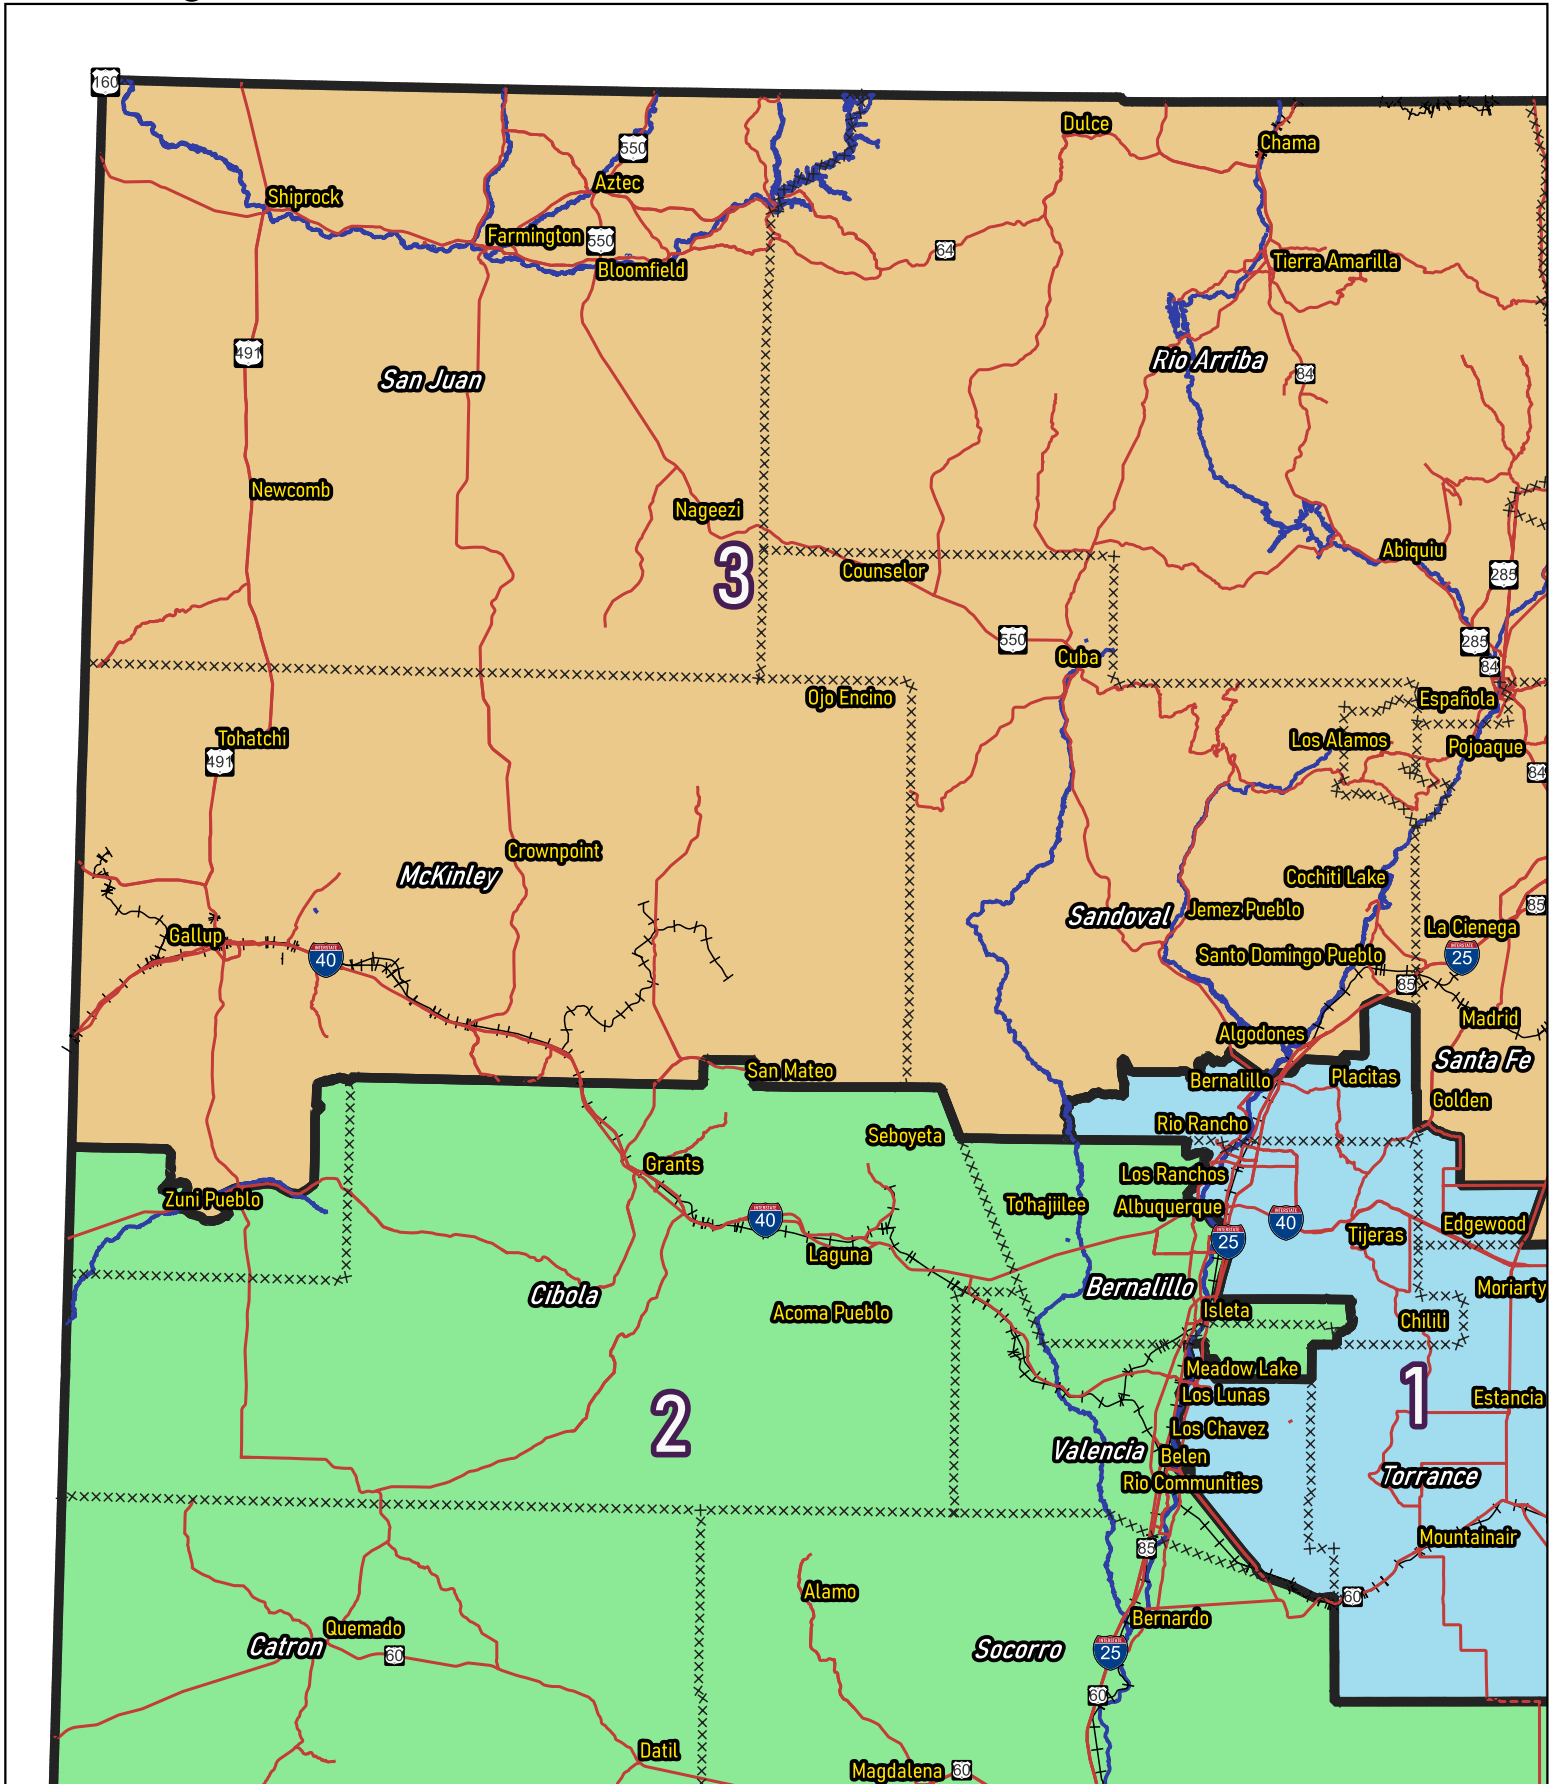 160
Dulce
Chama
550
Aztec
Shiprock
Farmington
550
64
Tierra Amarilla
Bloomfield
491
San Juan
Rio Arriba
84
Newcomb
Nageezi
Abiquiu
3
Counselor
285
550
285
Cuba
84
Ojo Encino
Española
Tohatchi
Los Alamos
Pojoaque
491
84
Crownpoint
McKinley
Cochiti Lake
85
Sandoval
Jemez Pueblo
La Cienega
Gallup
INTERSTATE
40
Santo Domingo Pueblo
INTERSTATE
25
85
Madrid
Algodones
Santa Fe
San Mateo
Bernalillo
Placitas
Golden
Rio Rancho
Seboyeta
Grants
Los Ranchos
Zuni Pueblo
To'hajiilee
Albuquerque
INTERSTATE
40
INTERSTATE
40
Edgewood
INTERSTATE
25
Tijeras
Laguna
Cibola
Bernalillo
Moriarty
Acoma Pueblo
Isleta
Chilili
Meadow Lake
1
Los Lunas
Estancia
2
Los Chavez
Valencia
Belen
Torrance
Rio Communities
Mountainair
85
Alamo
60
Bernardo
Quemado
Catron
60
Socorro
INTERSTATE
25
60
Datil
Magdalena
60